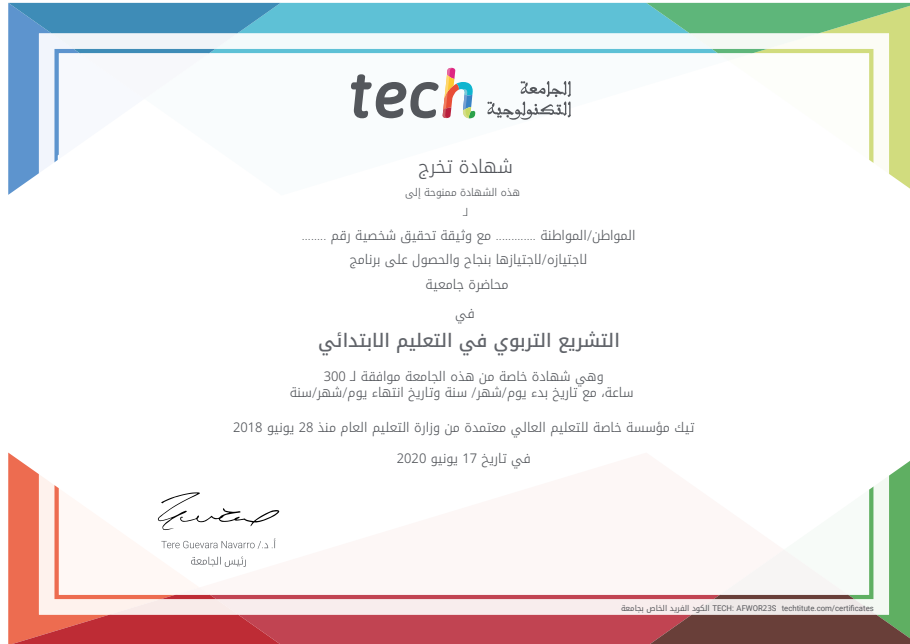 tech الجامعة
التكنولوجية
شهادة تخرج
هذه الشهادة ممنوحة إلى
لـ
المواطن/المواطنة ............. مع وثيقة تحقيق شخصية رقم ........
لاجتيازه/لاجتيازها بنجاح والحصول على برنامج
محاضرة جامعية
في
التشريع التربوي في التعليم الابتدائي
وهي شهادة خاصة من هذه الجامعة موافقة لـ 300
ساعة، مع تاريخ بدء يوم/شهر/ سنة وتاريخ انتهاء يوم/شهر/سنة
تيك مؤسسة خاصة للتعليم العالي معتمدة من وزارة التعليم العام منذ 28 يونيو 2018
في تاريخ 17 يونيو 2020
أ. د./ Tere Guevara Navarro
رئيس الجامعة
الكود الفريد الخاص بجامعة TECH: AFWOR23S techtitute.com/certificates